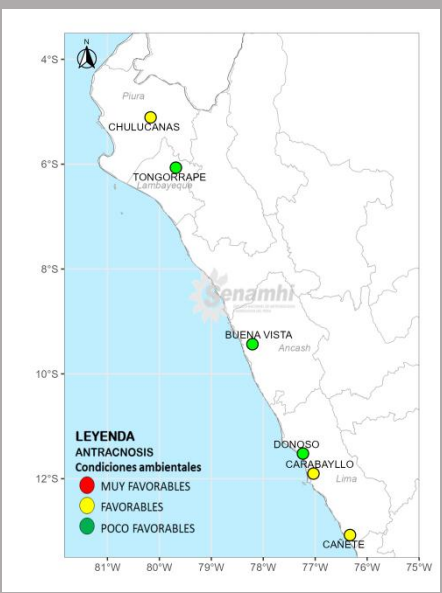 N
4°S
Piura
CHULUCANAS
6°S
TONGORRAPE
Lambayeque
8°S
Senamhi
BUENA VISTA
Ancash
10°S
LEYENDA
ANTRACNOSIS
Condiciones ambientales
MUY FAVORABLES
FAVORABLES
POCO FAVORABLES
DONOSO
CARABAYLLO
Lima
12°S
CAÑETE
81°W 80°W 79°W 78°W 77°W 76°W 75°W